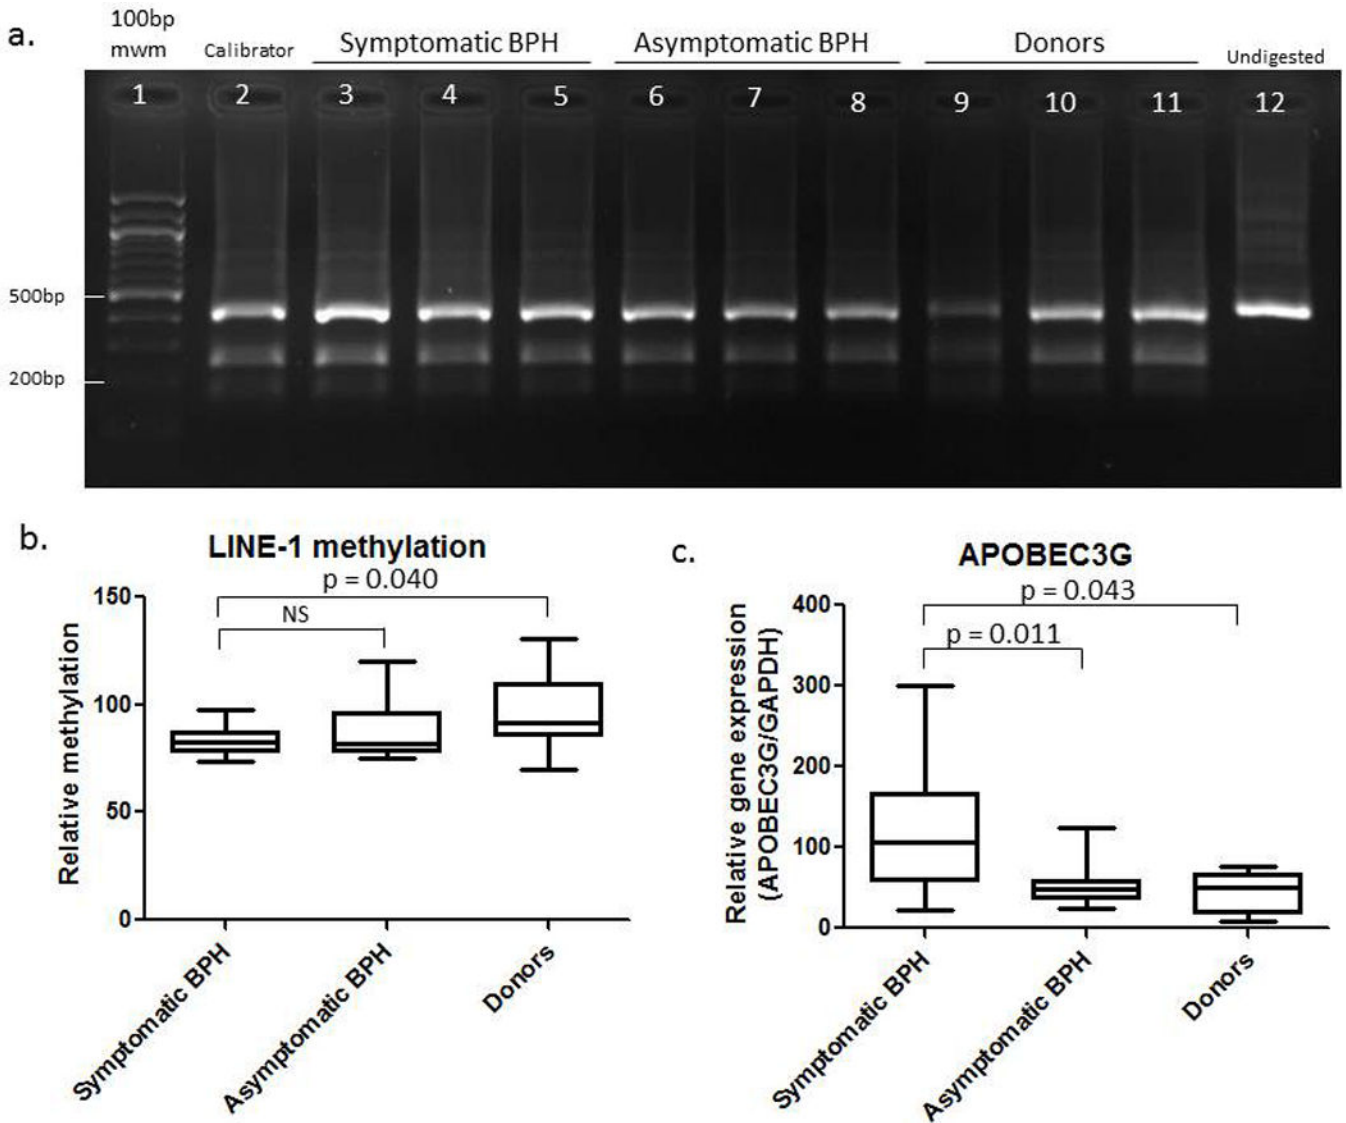 a.
100bp
mwm
Calibrator
Symptomatic BPH
Asymptomatic BPH
Donors
Undigested
1 2 3 4 5 6 7 8 9 10 11 12
500bp
200bp
b.
LINE-1 methylation
p = 0.040
NS
150
100
50
0
Relative methylation
Symptomatic BPH
Asymptomatic BPH
Donors
c.
APOBEC3G
p = 0.043
p = 0.011
400
300
200
100
0
Relative gene expression
(APOBEC3G/GAPDH)
Symptomatic BPH
Asymptomatic BPH
Donors